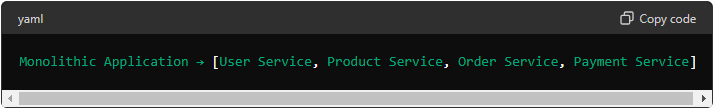 yaml
Copy code
Monolithic Application → [User Service, Product Service, Order Service, Payment Service]